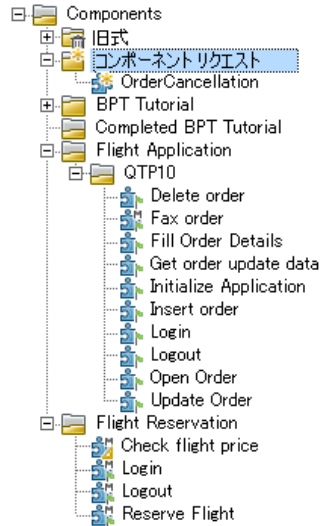 Components
旧式
コンポーネント リクエスト
OrderCancellation
BPT Tutorial
Completed BPT Tutorial
Flight Application
QTP10
Delete order
Fax order
Fill Order Details
Get order update data
Initialize Application
Insert order
Login
Logout
Open Order
Update Order
Flight Reservation
Check flight price
Login
Logout
Reserve Flight